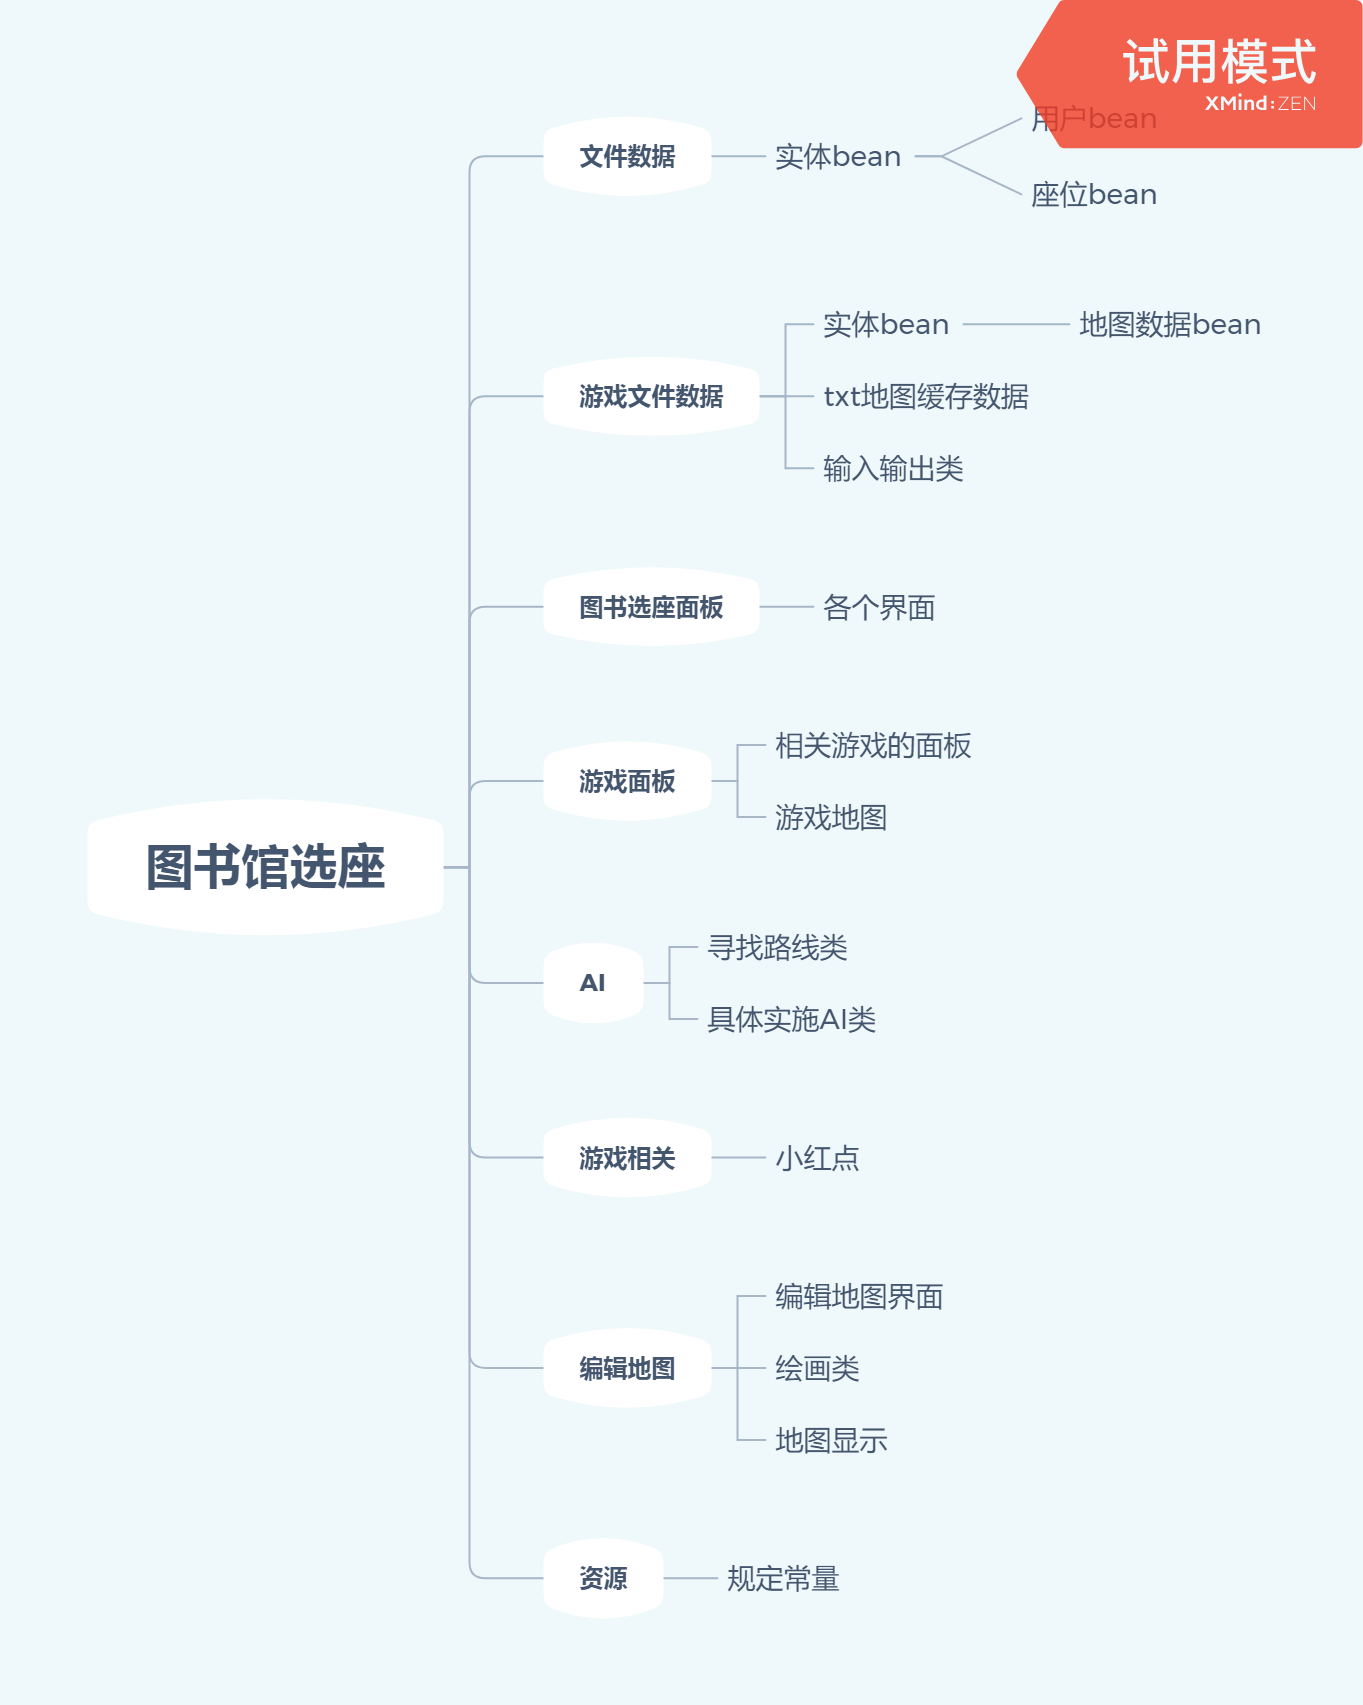 试用模式
XMind:ZEN
文件数据
实体bean
用户bean
座位bean
游戏文件数据
实体bean
地图数据bean
txt地图缓存数据
输入输出类
图书选座面板
各个界面
游戏面板
相关游戏的面板
游戏地图
图书馆选座
AI
寻找路线类
具体实施AI类
游戏相关
小红点
编辑地图
编辑地图界面
绘画类
地图显示
资源
规定常量